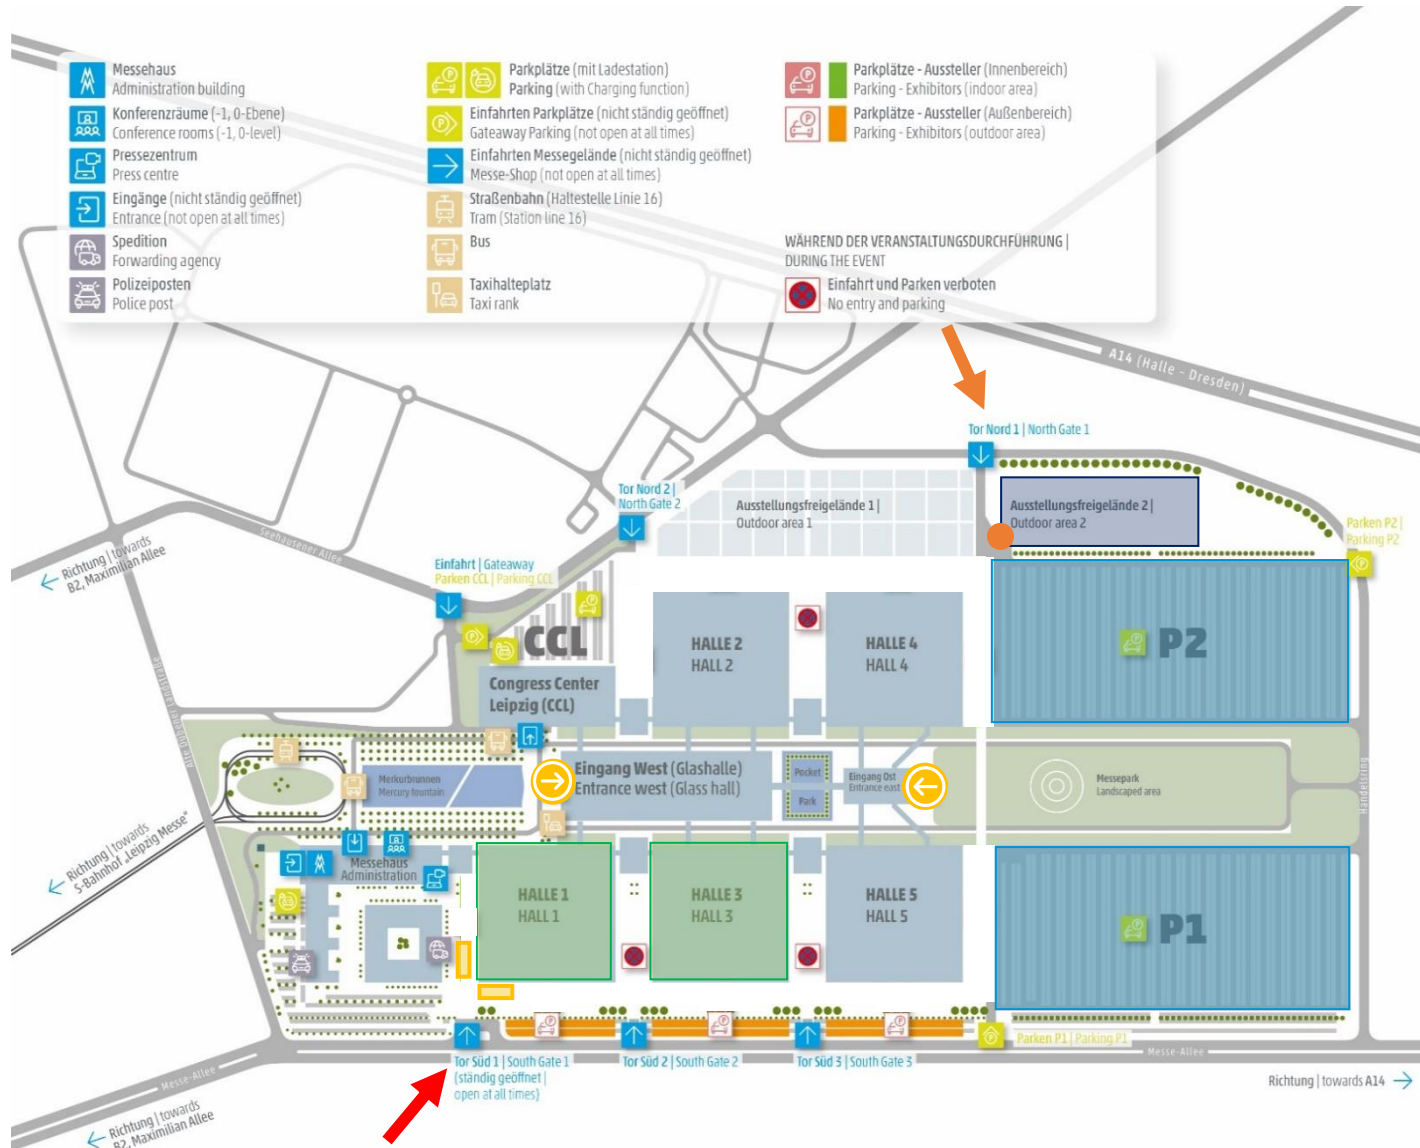 Messehaus
Administration building
Konferenzräume (-1, 0-Ebene)
Conference rooms (-1, 0-level)
Pressezentrum
Press centre
Eingänge (nicht ständig geöffnet)
Entrance (not open at all times)
Spedition
Forwarding agency
Polizeiposten
Police post
Parkplätze (mit Ladestation)
Parking (with Charging function)
Einfahrten Parkplätze (nicht ständig geöffnet)
Gateaway Parking (not open at all times)
Einfahrten Messegelände (nicht ständig geöffnet)
Messe-Shop (not open at all times)
Straßenbahn (Haltestelle Linie 16)
Tram (Station line 16)
Bus
Taxihalteplatz
Taxi rank
Parkplätze - Aussteller (Innenbereich)
Parking - Exhibitors (indoor area)
Parkplätze - Aussteller (Außenbereich)
Parking - Exhibitors (outdoor area)
WÄHREND DER VERANSTALTUNGSDURCHFÜHRUNG |
DURING THE EVENT
Einfahrt und Parken verboten
No entry and parking
A14 (Halle - Dresden)
Tor Nord 1 | North Gate 1
Tor Nord 2 |
North Gate 2
Ausstellungsfreigelände 1 |
Outdoor area 1
Ausstellungsfreigelände 2 |
Outdoor area 2
Parken P2 |
Parking P2
Seehausener Allee
Richtung | towards
B2, Maximilian Allee
Einfahrt | Gateaway
Parken CCL | Parking CCL
CCL
Congress Center
Leipzig (CCL)
HALLE 2
HALL 2
HALLE 4
HALL 4
P2
Alte Dübener Landstraße
Merkurbrunnen
Mercury fountain
Eingang West (Glashalle)
Entrance west (Glass hall)
Pocket
Park
Eingang Ost
Entrance east
Messepark
Landscaped area
Handelsring
Richtung | towards
S-Bahnhof „Leipzig Messe"
Messehaus
Administration
HALLE 1
HALL 1
HALLE 3
HALL 3
HALLE 5
HALL 5
P1
Tor Süd 1 | South Gate 1
(ständig geöffnet |
open at all times)
Tor Süd 2 | South Gate 2
Tor Süd 3 | South Gate 3
Parken P1 | Parking P1
Messe-Allee
Messe-Allee
Richtung | towards A14
Richtung | towards
B2, Maximilian Allee